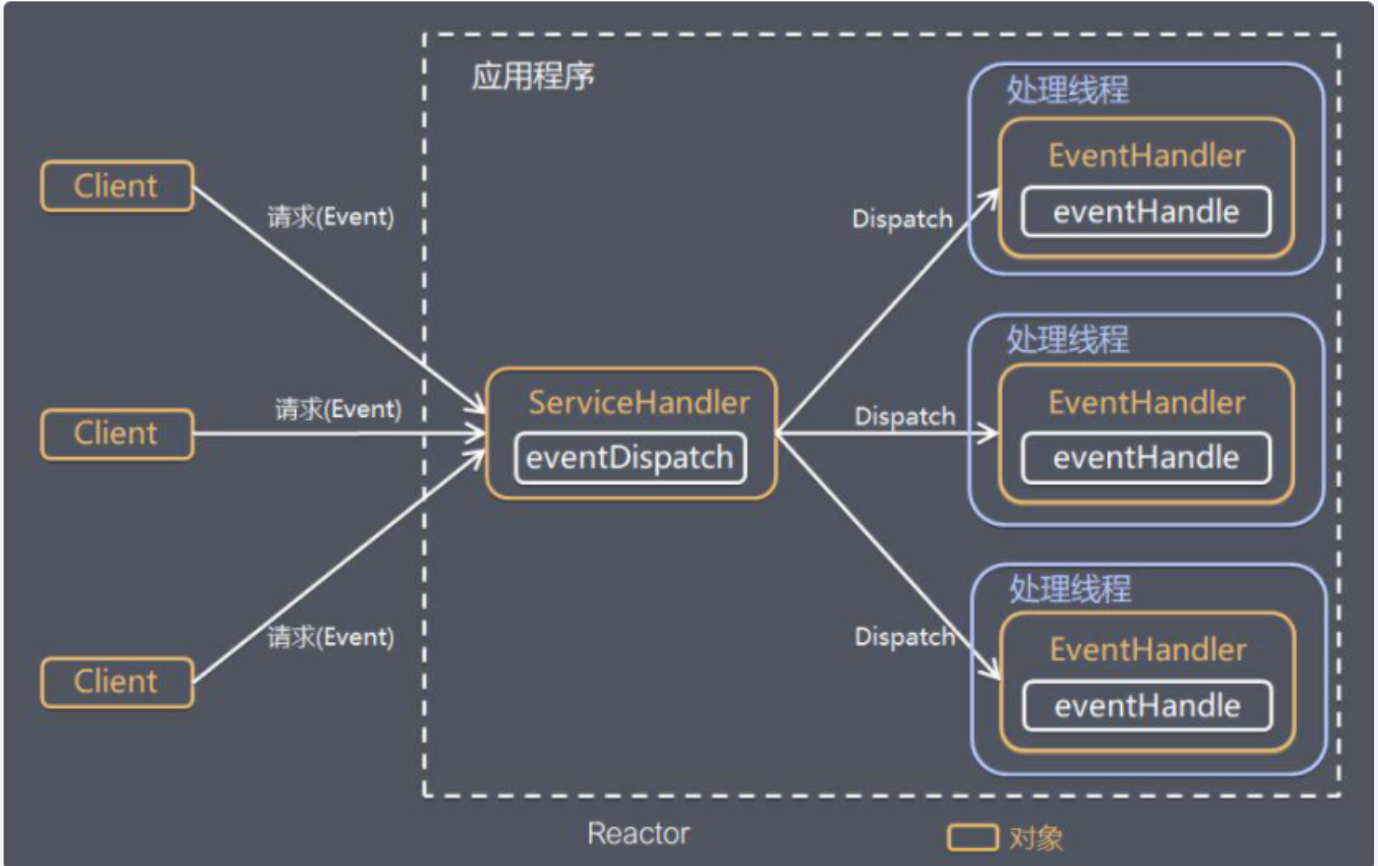 应用程序
处理线程
EventHandler
eventHandle
Client
请求(Event)
Dispatch
处理线程
EventHandler
eventHandle
Client
请求(Event)
ServiceHandler
eventDispatch
Dispatch
处理线程
EventHandler
eventHandle
Client
请求(Event)
Dispatch
Reactor
对象